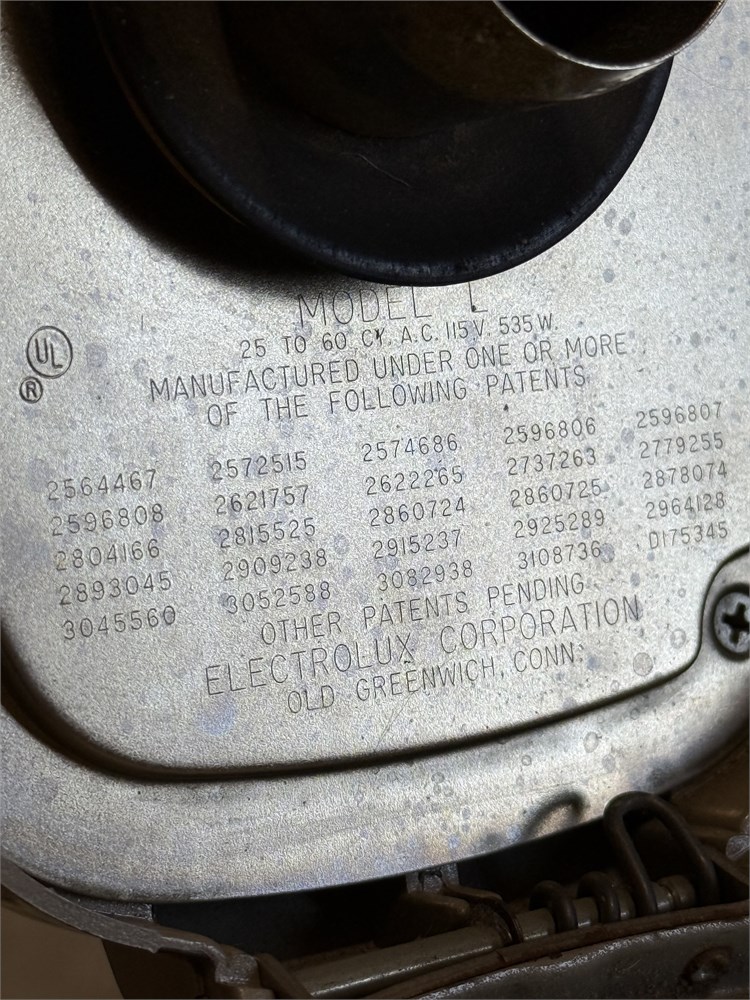 MODEL L
UL
®
25 TO 60 CY. A.C. 115 V. 535 W.
MANUFACTURED UNDER ONE OR MORE
OF THE FOLLOWING PATENTS
2564467 2572515 2574686 2596806 2596807
2596808 2621757 2622265 2737263 2779255
2804166 2815525 2860724 2860725 2878074
2893045 2909238 2915237 2925289 2964128
3045560 3052588 3082938 3108736 D175345
OTHER PATENTS PENDING
ELECTROLUX CORPORATION
OLD GREENWICH, CONN.